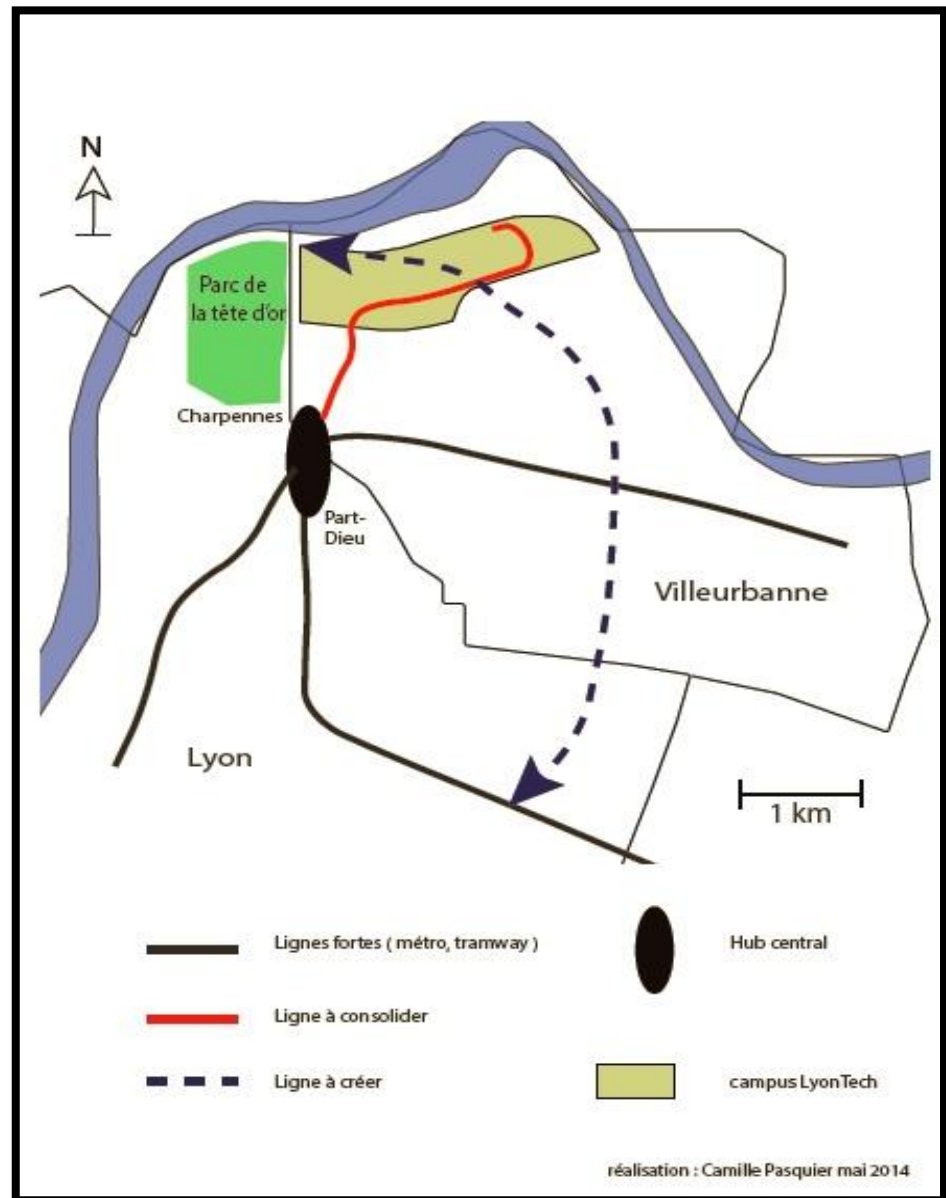 N
Parc de
la tête d'or
Charpennes
Part-
Dieu
Villeurbanne
Lyon
1 km
Lignes fortes ( métro, tramway )
Hub central
Ligne à consolider
Ligne à créer
campus LyonTech
réalisation : Camille Pasquier mai 2014